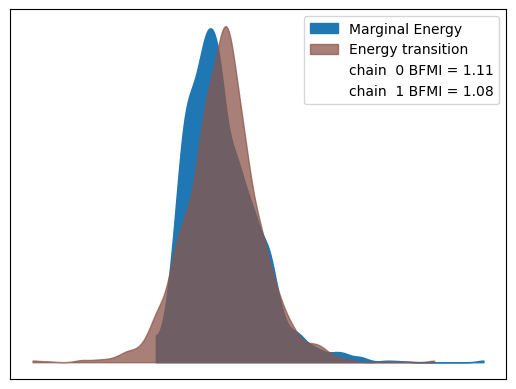 Marginal Energy
Energy transition
chain  0 BFMI = 1.11
chain  1 BFMI = 1.08